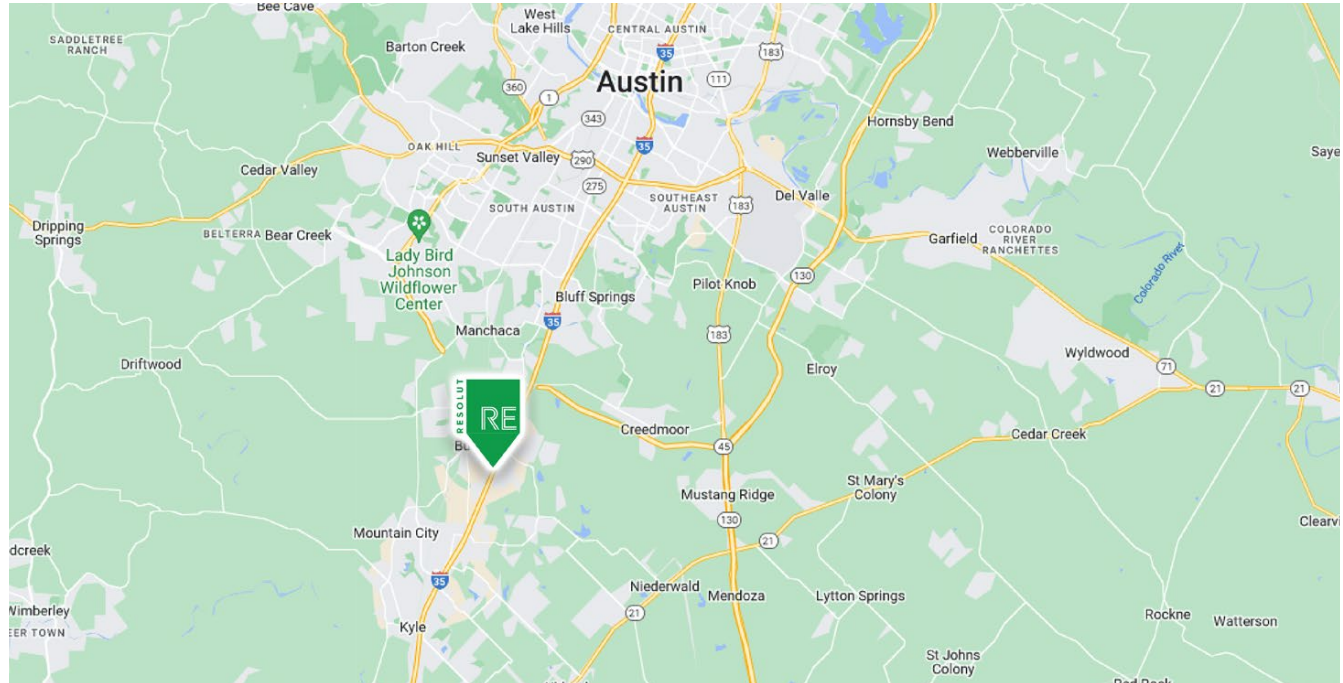 Bee Cave
West
Lake Hills
CENTRAL AUSTIN
SADDLETREE
RANCH
Barton Creek
35
183
Austin
111
360
1
343
Hornsby Bend
35
OAK HILL
Sunset Valley
290
Webberville
Saye
Cedar Valley
275
SOUTHEAST
AUSTIN
Del Valle
183
SOUTH AUSTIN
Dripping
Springs
BELTERRA
Bear Creek
Garfield
COLORADO
RIVER
RANCHETTES
Colorado River
Lady Bird
Johnson
Wildflower
Center
130
Pilot Knob
Bluff Springs
35
Manchaca
183
Wyldwood
Driftwood
71
Elroy
21
21
RESOLUT
RE
Creedmoor
Cedar Creek
45
Bu
St Mary's
Colony
Mustang Ridge
130
Clearvi
Mountain City
21
dcreek
35
Niederwald
Mendoza
Lytton Springs
Wimberley
21
Rockne
Watterson
EER TOWN
Kyle
St Johns
Colony